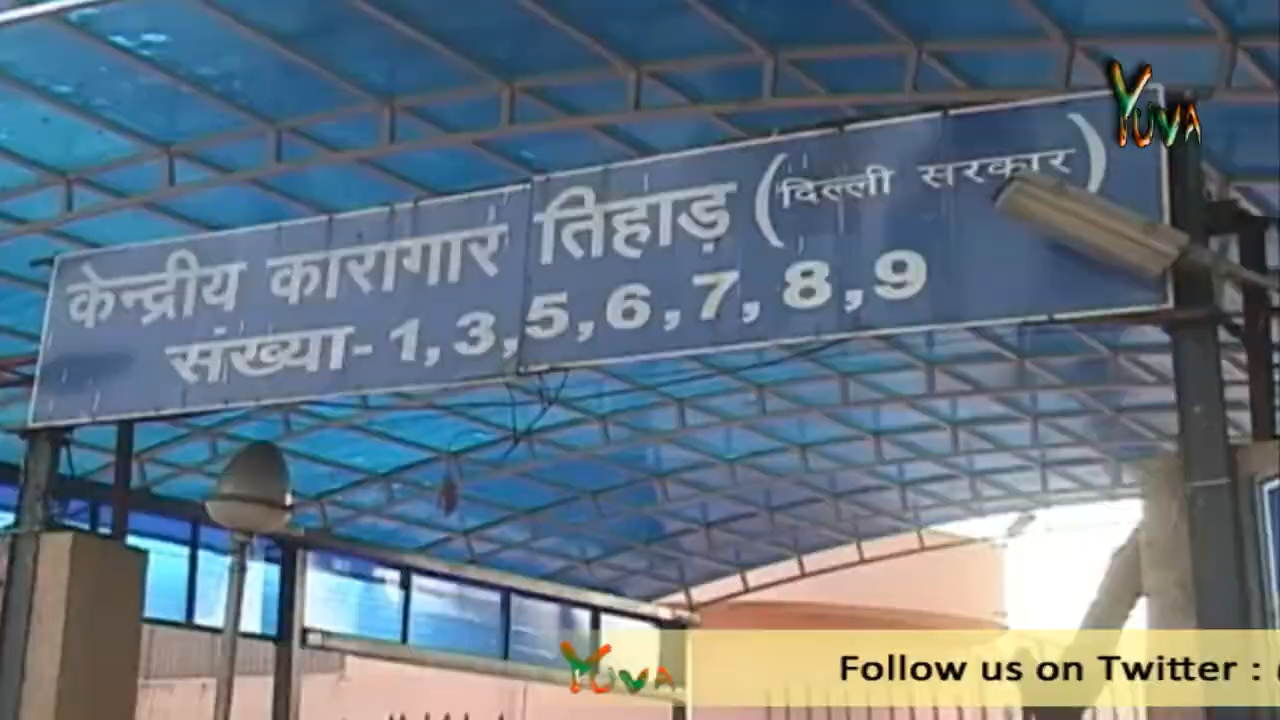 YUVA
केन्द्रीय कारागार तिहाड़ (दिल्ली सरकार)
संख्या- 1, 3, 5, 6, 7, 8, 9
YUVA
Follow us on Twitter :